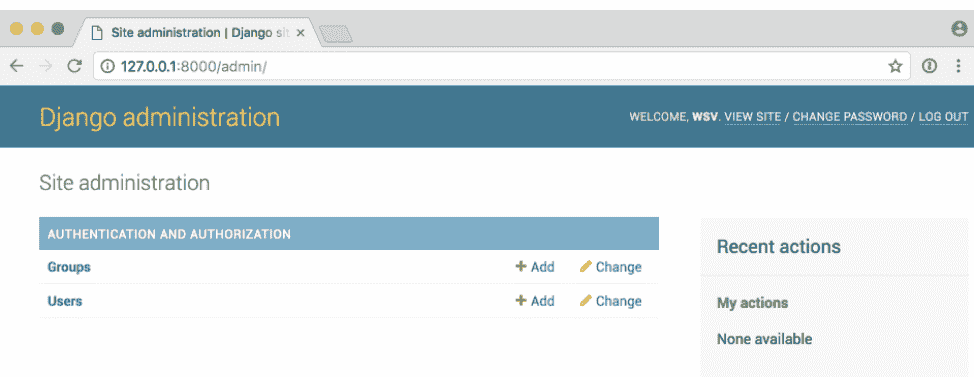 Site administration | Django sit
127.0.0.1:8000/admin/
Django administration
WELCOME, WSV. VIEW SITE / CHANGE PASSWORD / LOG OUT
Site administration
AUTHENTICATION AND AUTHORIZATION
Groups + Add Change
Users + Add Change
Recent actions
My actions
None available